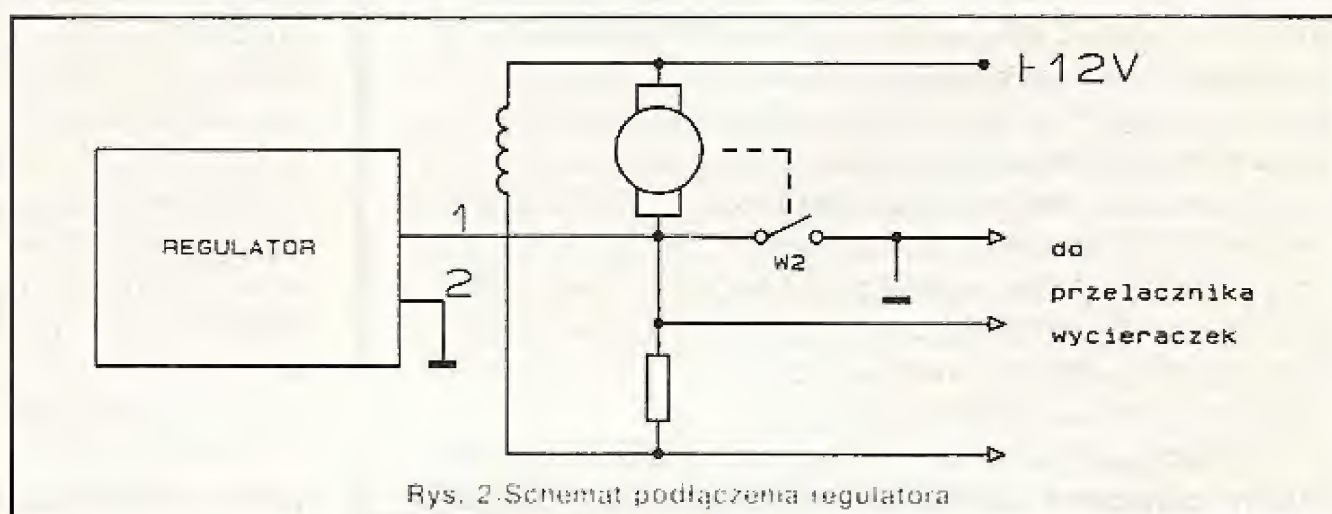 +12V
REGULATOR
1
2
W2
do
przelacznika
wycieraczek
Rys. 2 Schemat podłączenia regulatora